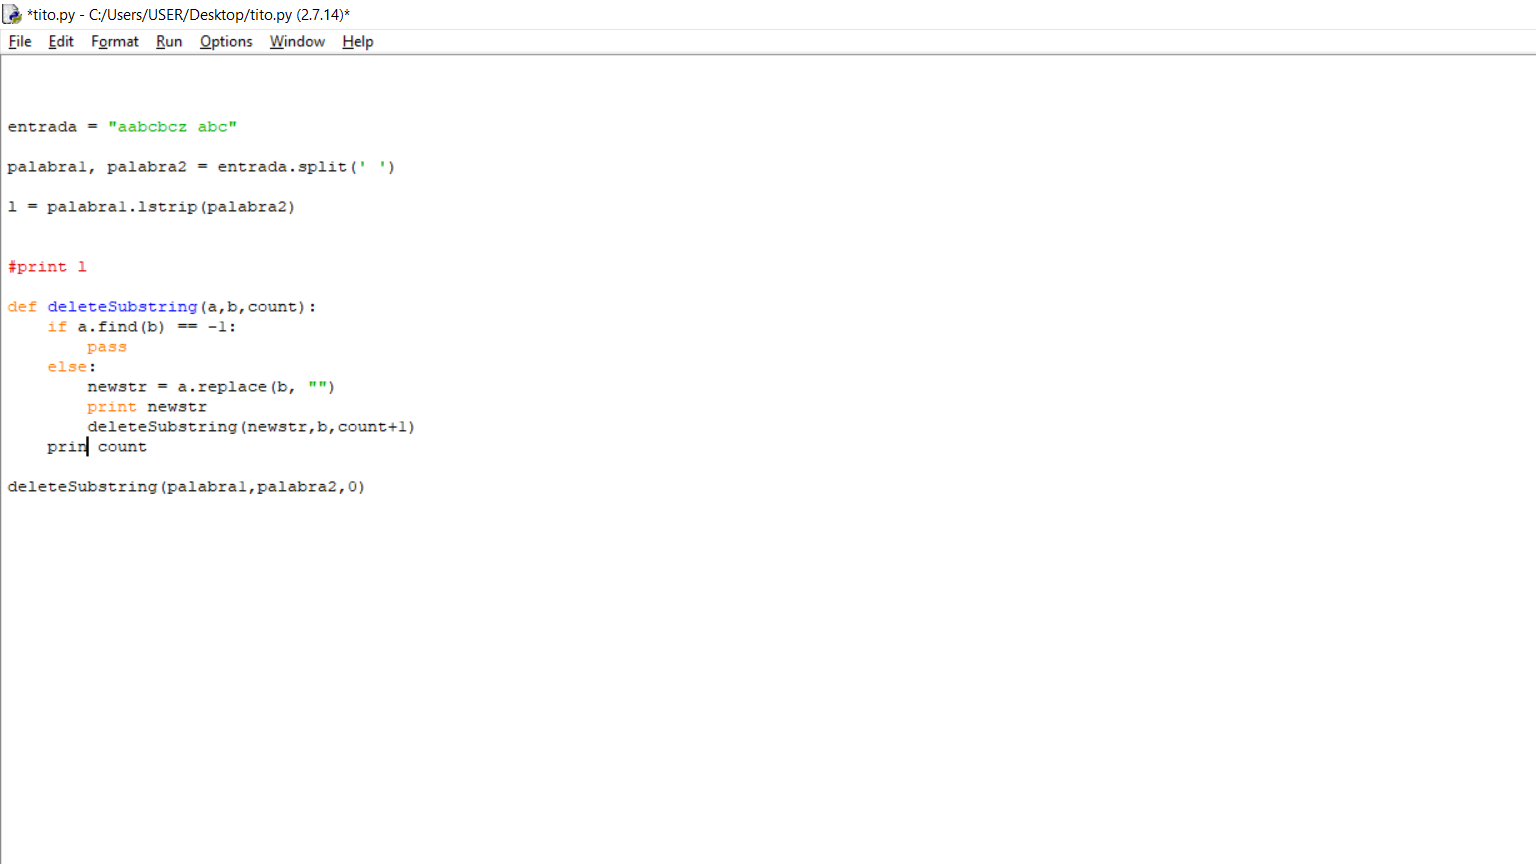 *tito.py - C:/Users/USER/Desktop/tito.py (2.7.14)*
File Edit Format Run Options Window Help
entrada = "aabcbcz abc"
palabra1, palabra2 = entrada.split(' ')
l = palabra1.lstrip(palabra2)
#print l
def deleteSubstring(a,b,count):
    if a.find(b) == -1:
        pass
    else:
        newstr = a.replace(b, "")
        print newstr
        deleteSubstring(newstr,b,count+1)
    prin count
deleteSubstring(palabra1,palabra2,0)